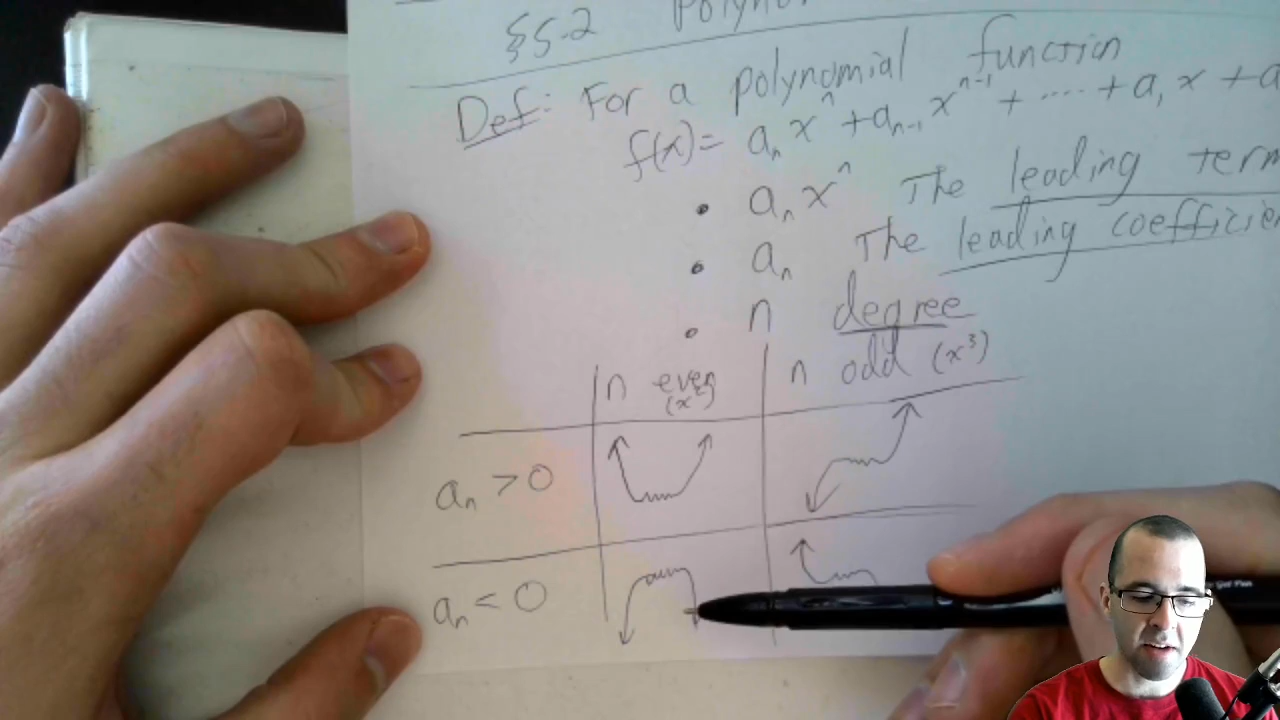 §5.2 Polyno
Def: For a polynomial function
f(x) = aₙxⁿ + aₙ₋₁xⁿ⁻¹ + ···· + a₁x + a
• aₙxⁿ The leading term
• aₙ The leading coefficien
• n degree
n even n odd (x³)
(x²)
aₙ > 0
aₙ < 0